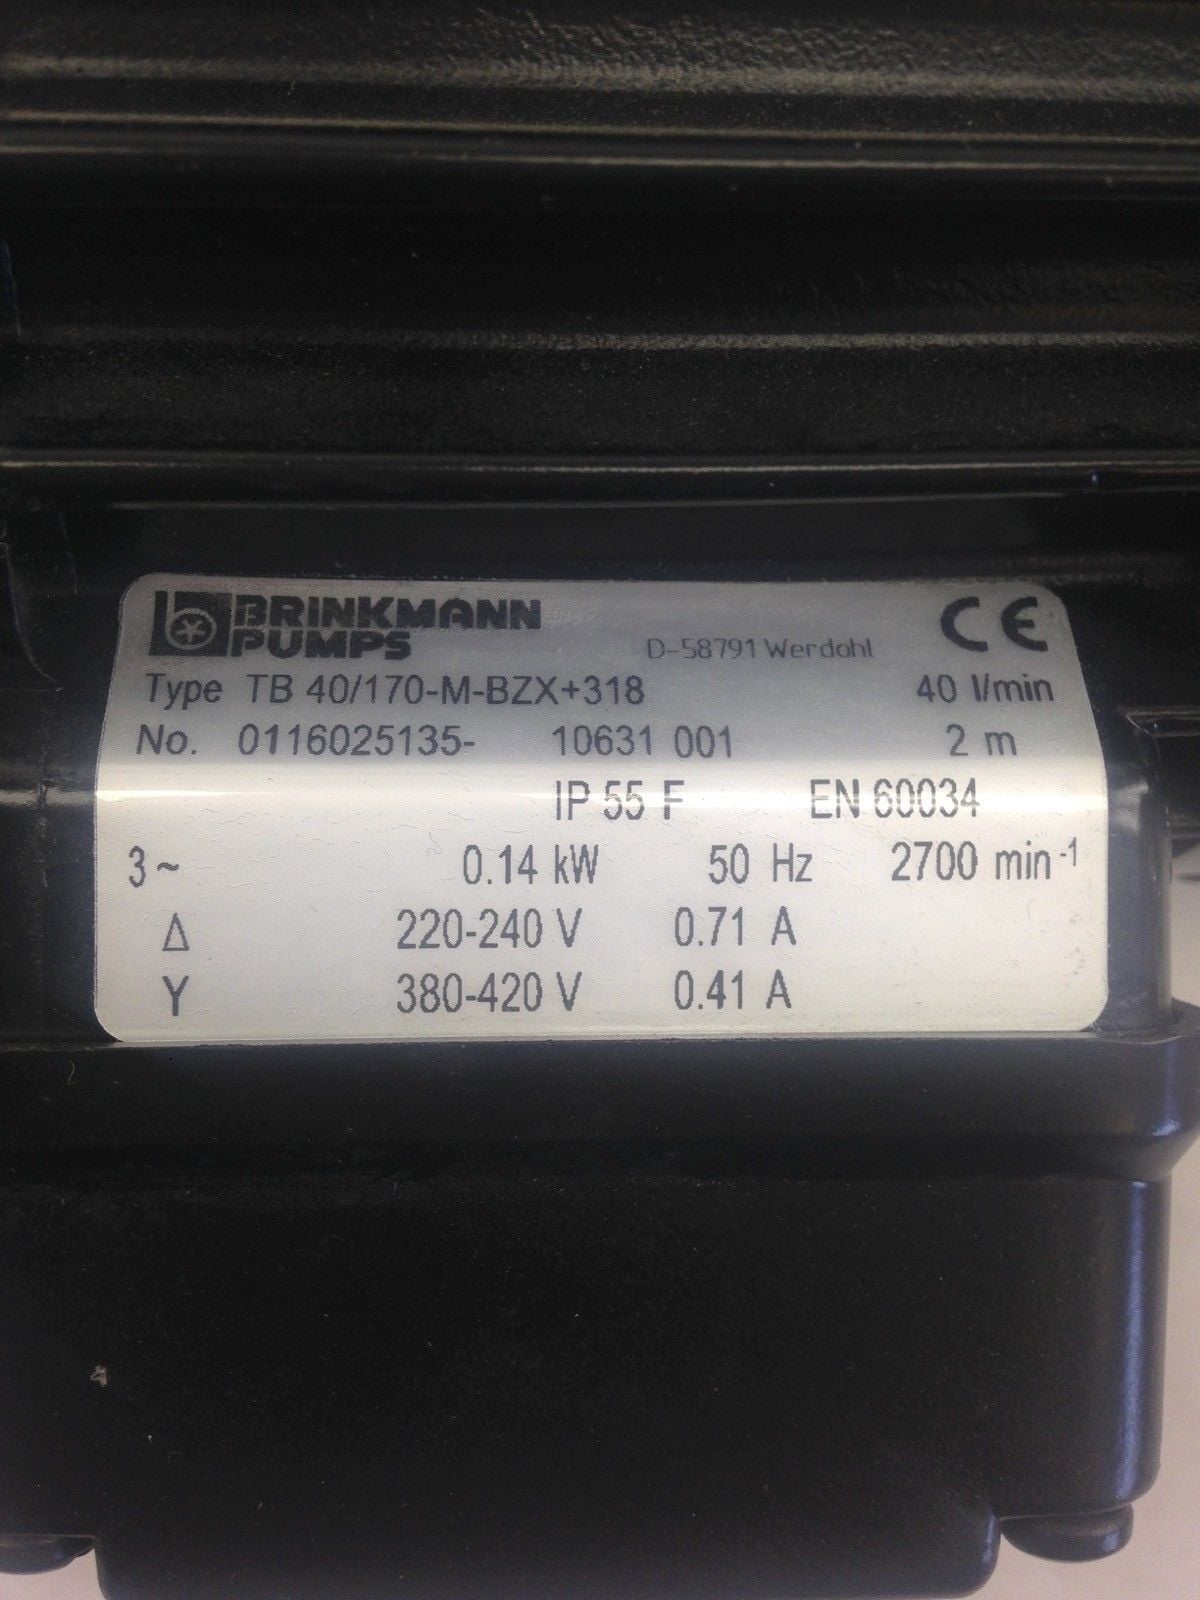 BRINKMANN
PUMPS
D-58791 Werdohl CE
Type TB 40/170-M-BZX+318 40 l/min
No. 0116025135- 10631 001 2 m
IP 55 F EN 60034
3~ 0.14 kW 50 Hz 2700 min⁻¹
Δ 220-240 V 0.71 A
Y 380-420 V 0.41 A